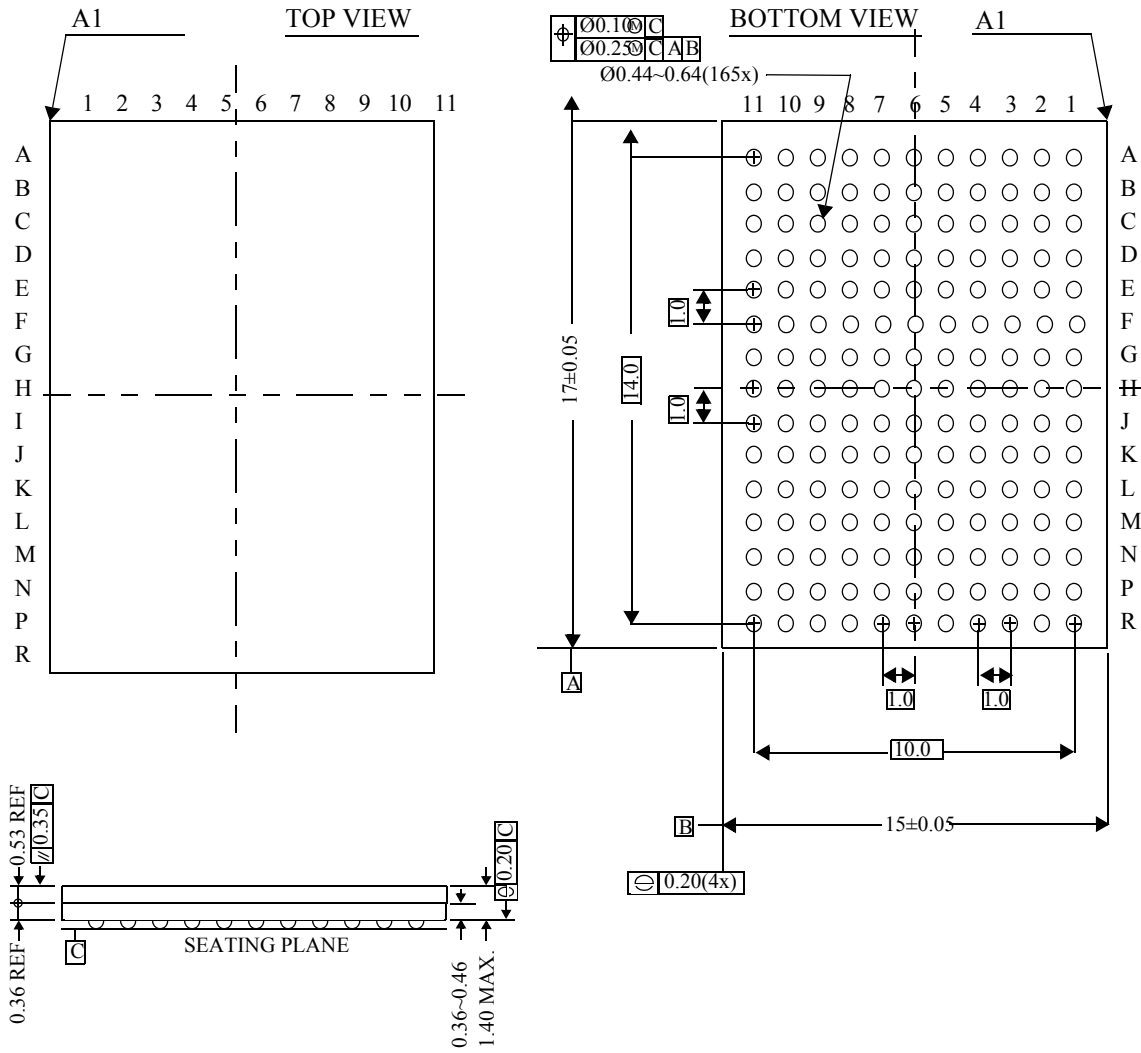 A1
TOP VIEW
1 2 3 4 5 6 7 8 9 10 11
A
B
C
D
E
F
G
H
I
J
K
L
M
N
P
R
Ø0.10Ⓜ C
Ø0.25Ⓜ C A B
BOTTOM VIEW
A1
Ø0.44~0.64(165x)
11 10 9 8 7 6 5 4 3 2 1
A
B
C
D
E
F
G
H
J
K
L
M
N
P
R
1.0
1.0
17±0.05
14.0
A
1.0
1.0
10.0
B
15±0.05
0.20(4x)
0.53 REF
// 0.35 C
0.20 C
C
SEATING PLANE
0.36 REF
0.36~0.46
1.40 MAX.